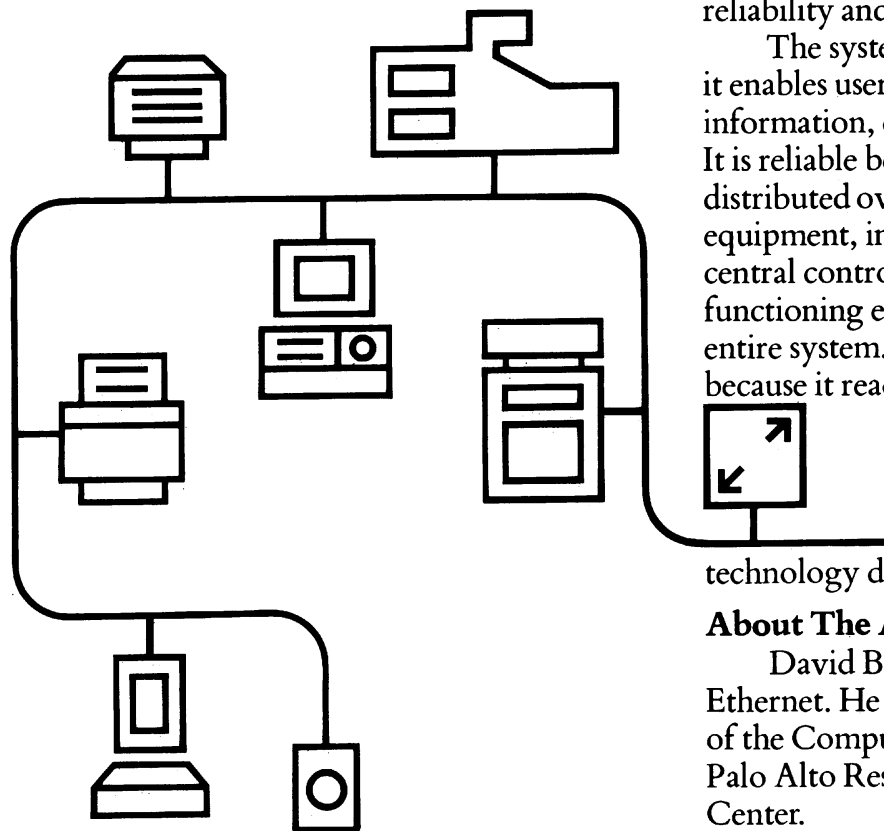 reliability and
The syste
it enables user
information, 
It is reliable b
distributed ov
equipment, in
central contro
functioning e
entire system.
because it rea
technology d
About The
David B
Ethernet. He
of the Compu
Palo Alto Res
Center.